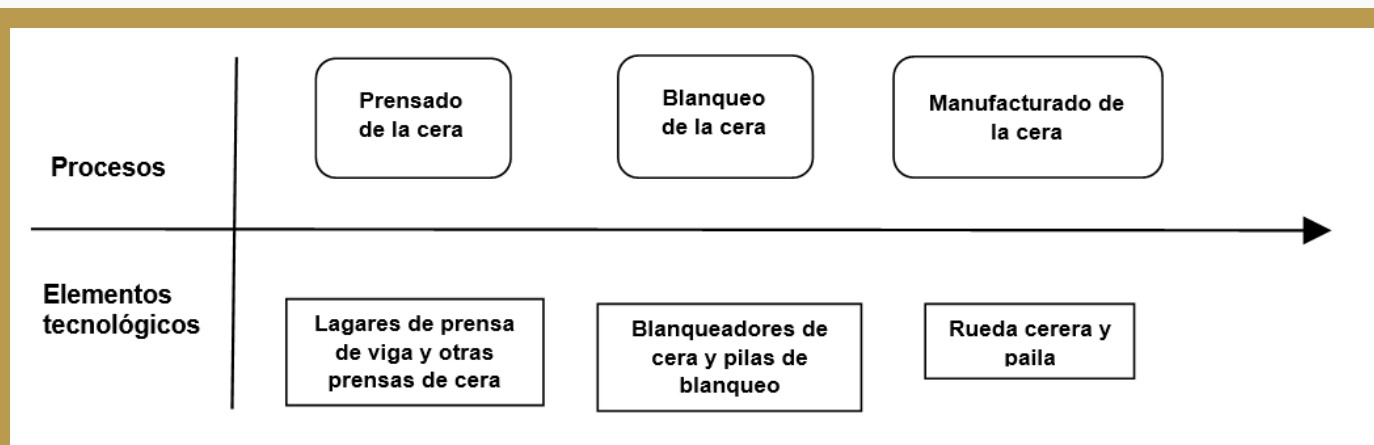 Prensado
de la cera
Blanqueo
de la cera
Manufacturado de
la cera
Procesos
Elementos
tecnológicos
Lagares de prensa
de viga y otras
prensas de cera
Blanqueadores de
cera y pilas de
blanqueo
Rueda cerera y
paila